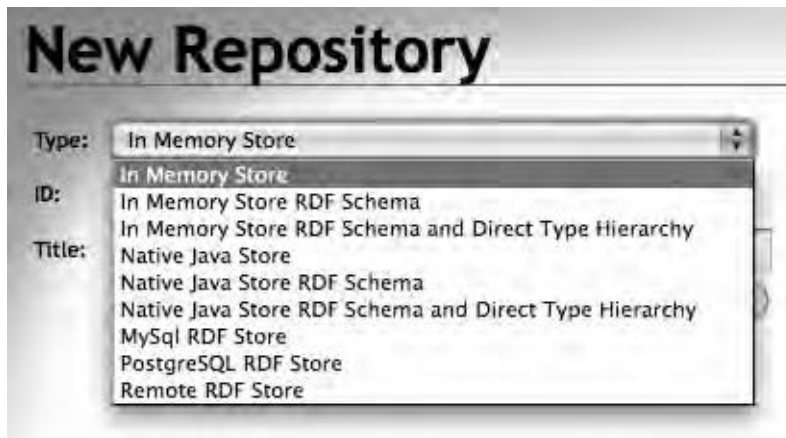 New Repository
Type: In Memory Store
In Memory Store
ID:
In Memory Store RDF Schema
In Memory Store RDF Schema and Direct Type Hierarchy
Title:
Native Java Store
Native Java Store RDF Schema
Native Java Store RDF Schema and Direct Type Hierarchy
MySql RDF Store
PostgreSQL RDF Store
Remote RDF Store